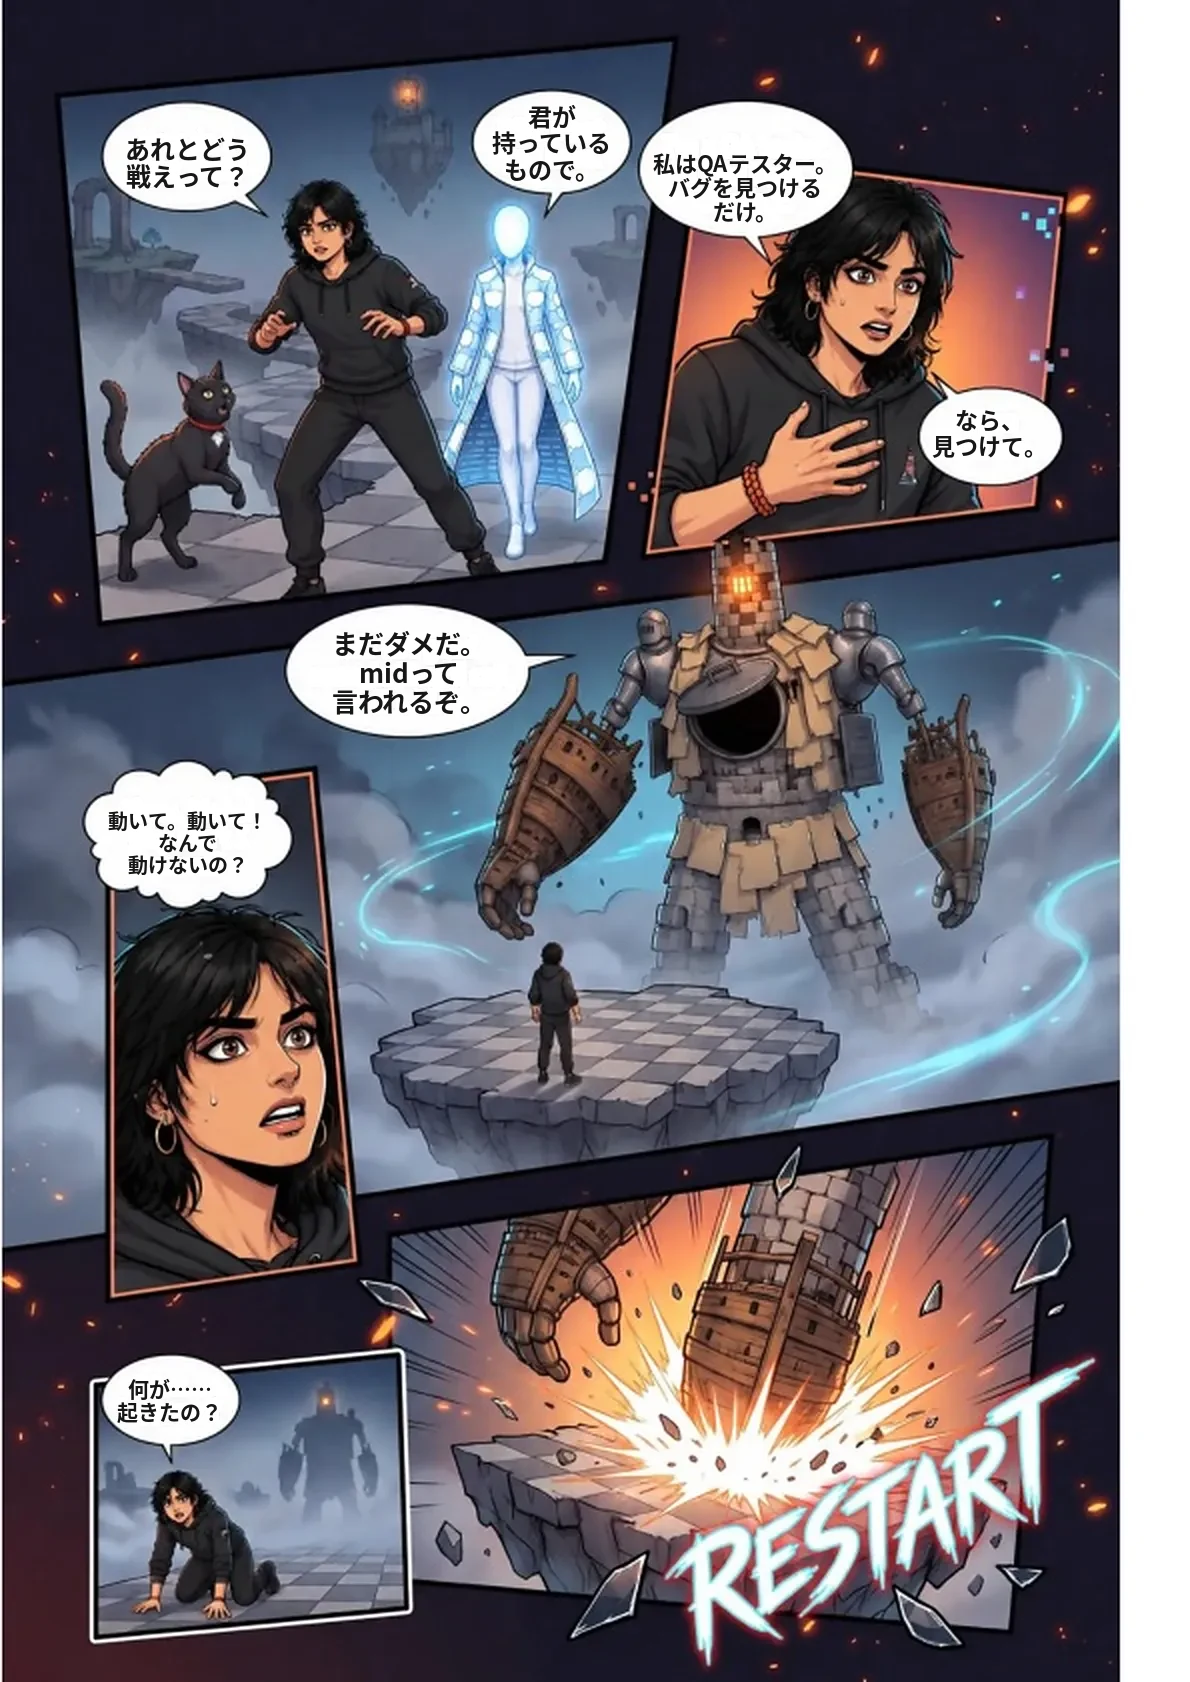 あれとどう
戦えって？
君が
持っている
もので。
私はQAテスター。
バグを見つける
だけ。
なら、
見つけて。
まだダメだ。
midって
言われるぞ。
動いて。動いて！
なんで
動けないの？
RESTART
何が……
起きたの？